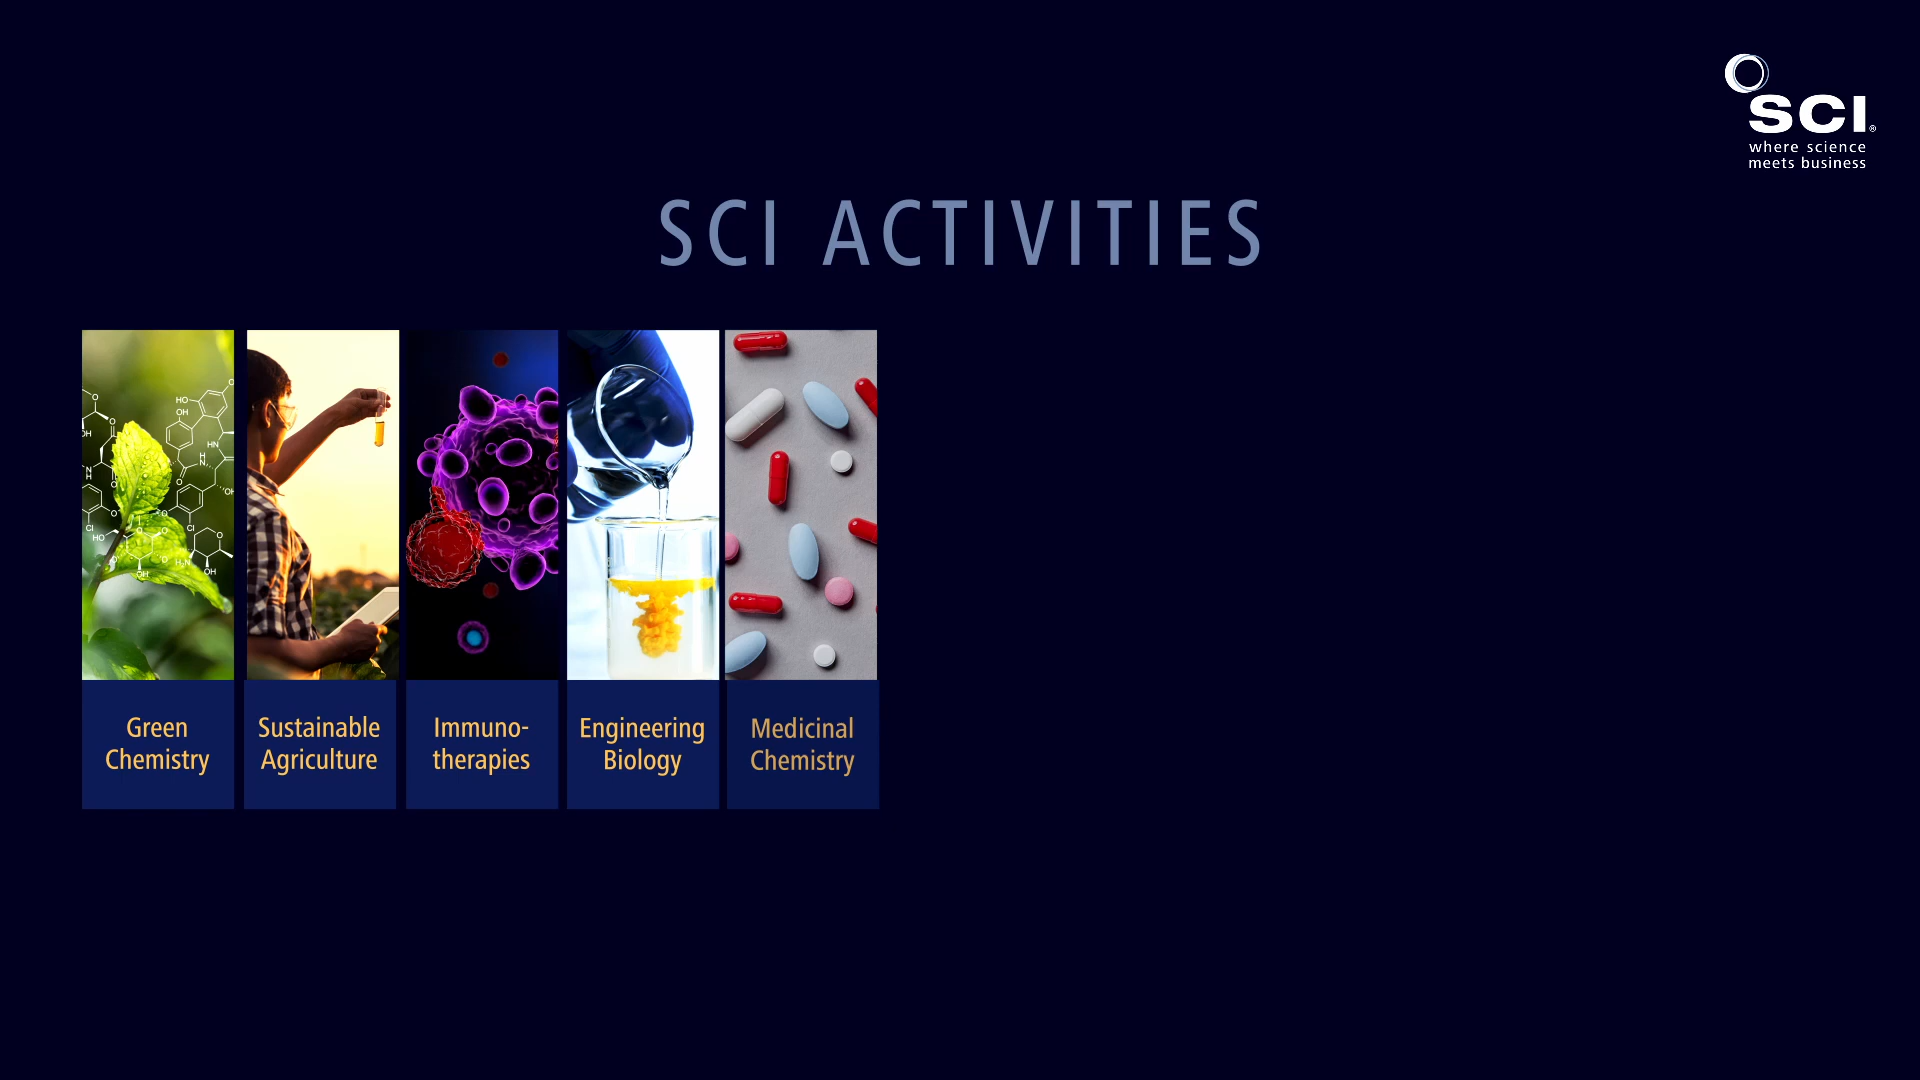 SCI®
where science
meets business
SCI ACTIVITIES
Green
Chemistry
Sustainable
Agriculture
Immuno-
therapies
Engineering
Biology
Medicinal
Chemistry